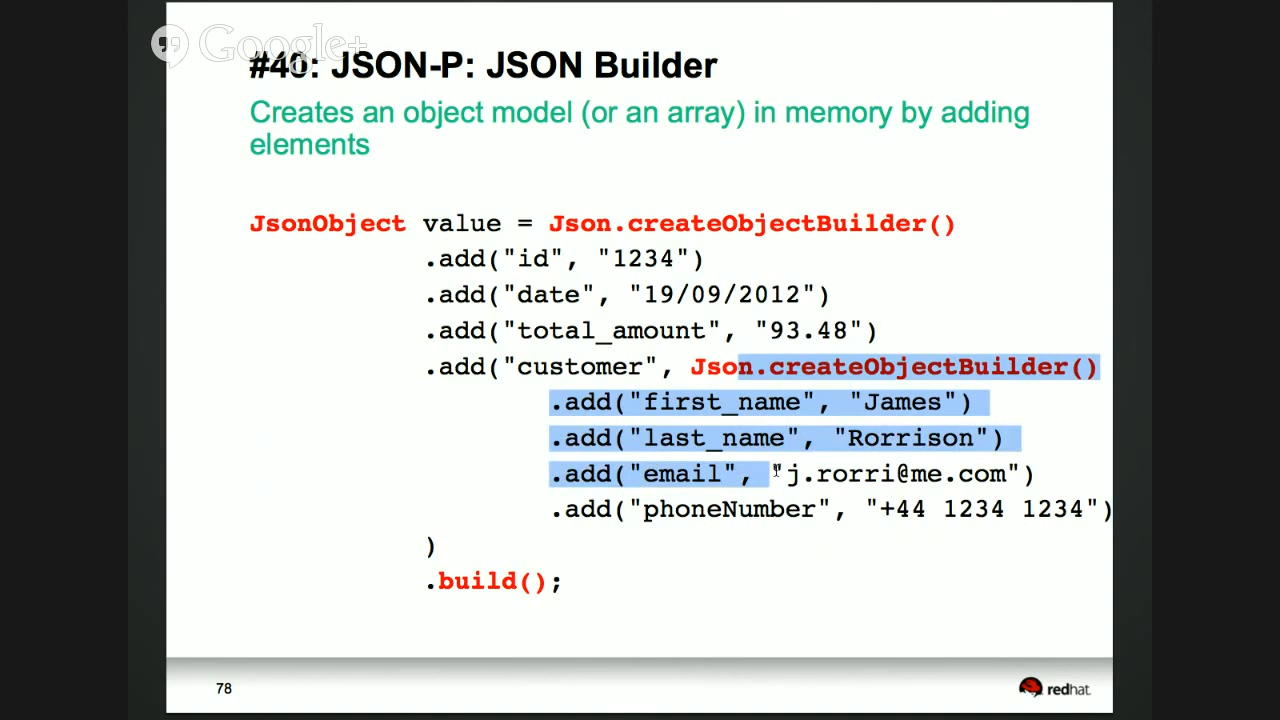 Google+
#40: JSON-P: JSON Builder
Creates an object model (or an array) in memory by adding
elements
JsonObject value = Json.createObjectBuilder()
.add("id", "1234")
.add("date", "19/09/2012")
.add("total_amount", "93.48")
.add("customer", Json.createObjectBuilder()
.add("first_name", "James")
.add("last_name", "Rorrison")
.add("email", "j.rorri@me.com")
.add("phoneNumber", "+44 1234 1234")
)
.build();
78
redhat.